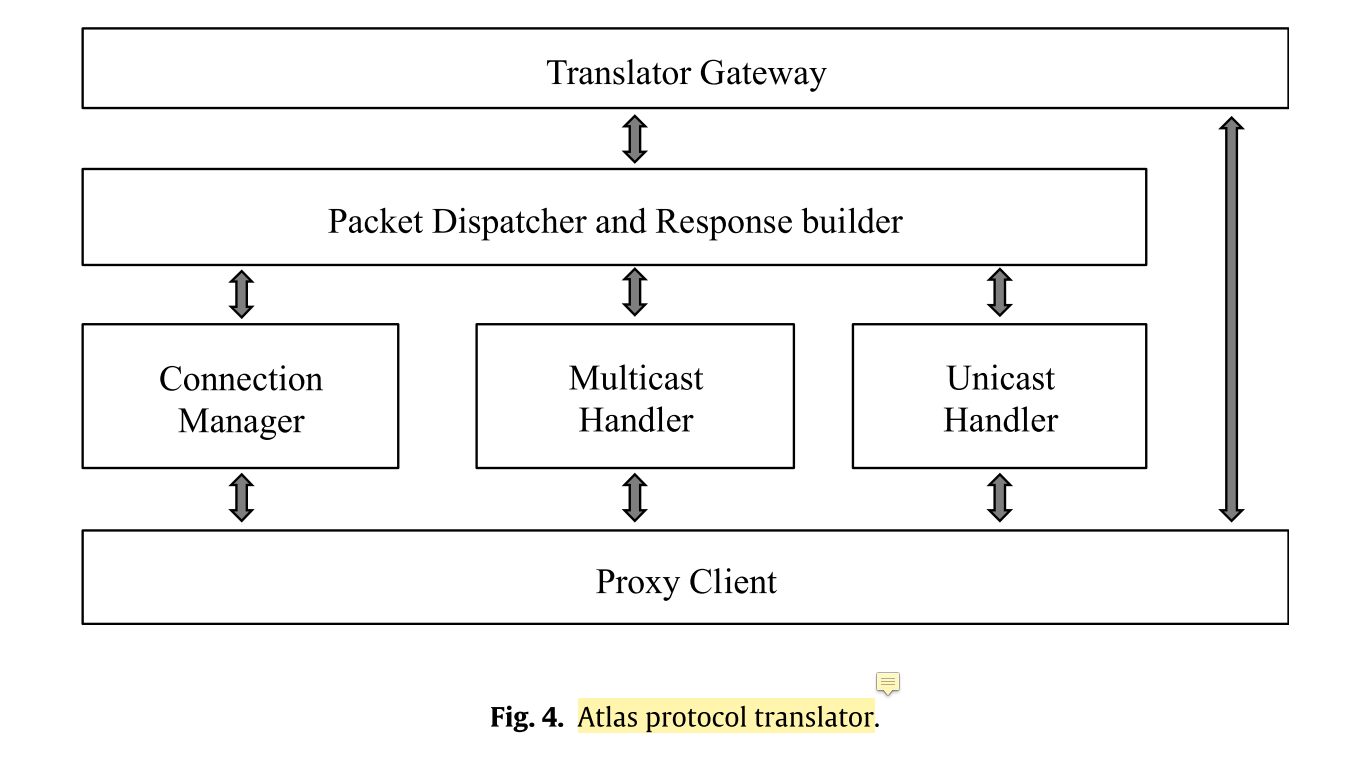 Translator Gateway
Packet Dispatcher and Response builder
Connection
Manager
Multicast
Handler
Unicast
Handler
Proxy Client
Fig. 4. Atlas protocol translator.